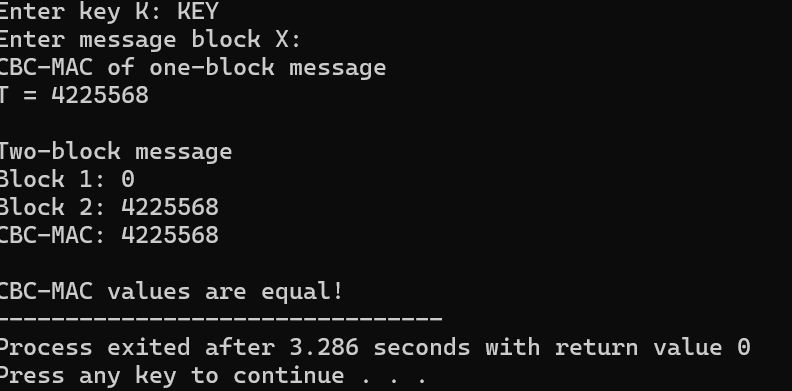 Enter key K: KEY
Enter message block X:
CBC-MAC of one-block message
T = 4225568
Two-block message
Block 1: 0
Block 2: 4225568
CBC-MAC: 4225568
CBC-MAC values are equal!
--------------------------------
Process exited after 3.286 seconds with return value 0
Press any key to continue . . .